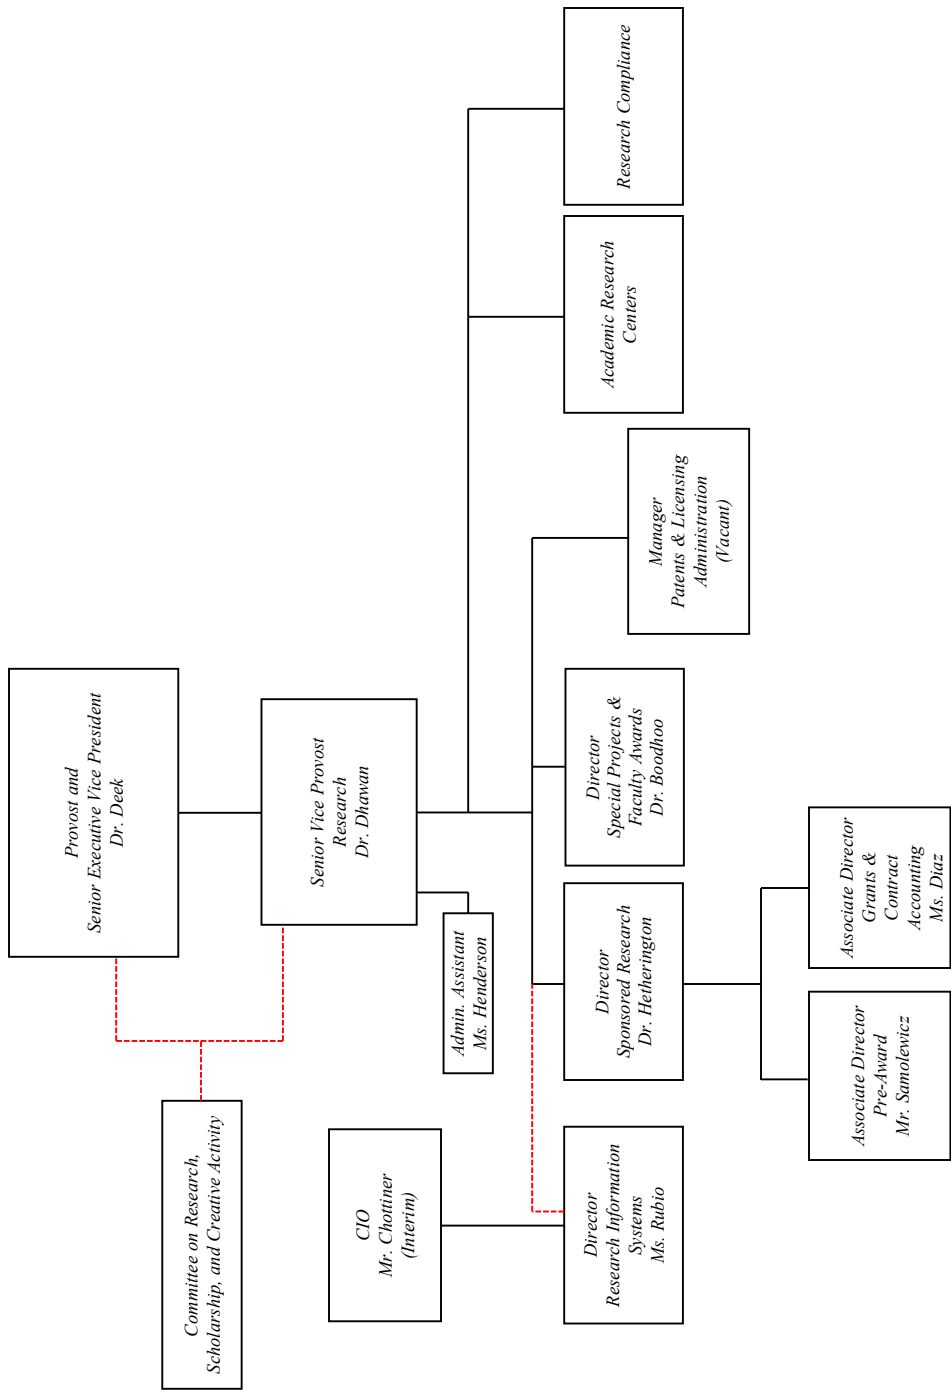 Provost and
Senior Executive Vice President
Dr. Deek
Committee on Research,
Scholarship, and Creative Activity
Senior Vice Provost
Research
Dr. Dhawan
CIO
Mr. Chottiner
(Interim)
Admin. Assistant
Ms. Henderson
Director
Research Information
Systems
Ms. Rubio
Director
Sponsored Research
Dr. Hetherington
Director
Special Projects &
Faculty Awards
Dr. Boodhoo
Manager
Patents & Licensing
Administration
(Vacant)
Academic Research
Centers
Research Compliance
Associate Director
Pre-Award
Mr. Samolewicz
Associate Director
Grants &
Contract
Accounting
Ms. Diaz